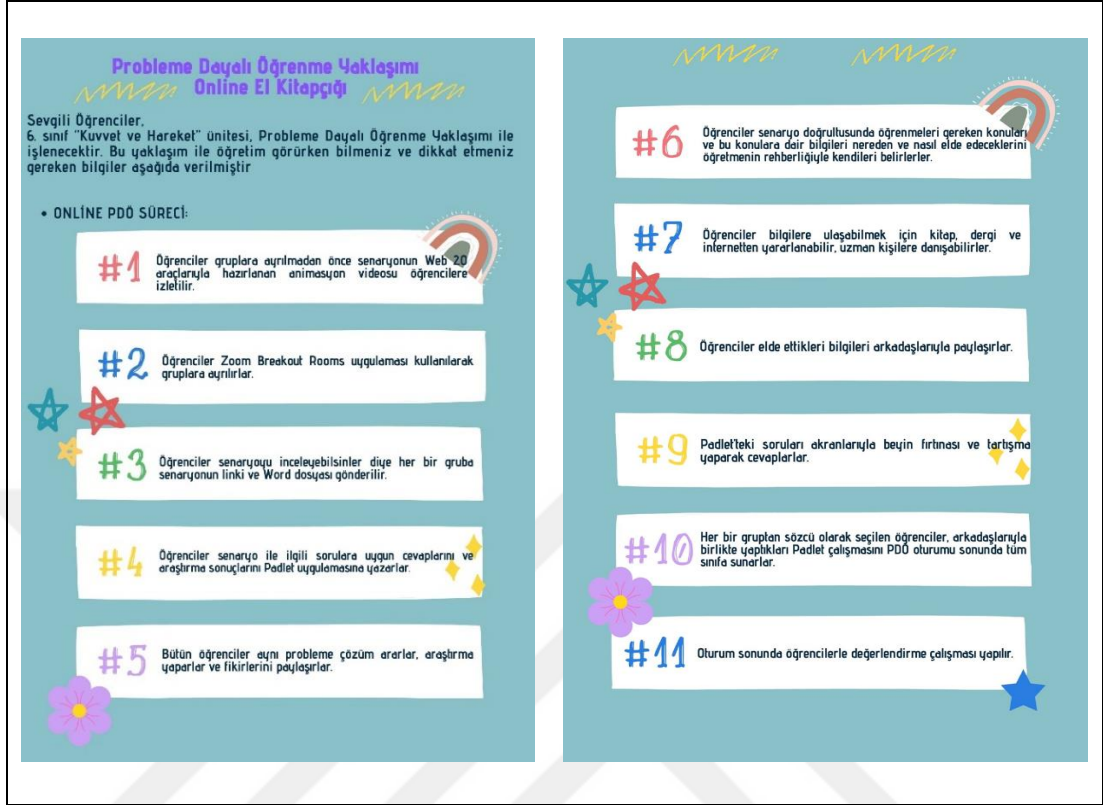 Probleme Dayalı Öğrenme Yaklaşımı
Online El Kitapçığı
Sevgili Öğrenciler,
6. sınıf "Kuvvet ve Hareket" ünitesi, Probleme Dayalı Öğrenme Yaklaşımı ile
işlenecektir. Bu yaklaşım ile öğretim görürken bilmeniz ve dikkat etmeniz
gereken bilgiler aşağıda verilmiştir
• ONLİNE PDÖ SÜRECİ:
#1
Öğrenciler gruplara ayrılmadan önce senaryonun Web 2.0
araçlarıyla hazırlanan animasyon videosu öğrencilere
izletilir.
#2
Öğrenciler Zoom Breakout Rooms uygulaması kullanılarak
gruplara ayrılırlar.
#3
Öğrenciler senaryoyu inceleyebilsinler diye her bir gruba
senaryonun linki ve Word dosyası gönderilir.
#4
Öğrenciler senaryo ile ilgili sorulara uygun cevaplarını ve
araştırma sonuçlarını Padlet uygulamasına yazarlar.
#5
Bütün öğrenciler aynı probleme çözüm ararlar, araştırma
yaparlar ve fikirlerini paylaşırlar.
#6
Öğrenciler senaryo doğrultusunda öğrenmeleri gereken konuları
ve bu konulara dair bilgileri nereden ve nasıl elde edeceklerini
öğretmenin rehberliğiyle kendileri belirlerler.
#7
Öğrenciler bilgilere ulaşabilmek için kitap, dergi ve
internetten yararlanabilir, uzman kişilere danışabilirler.
#8
Öğrenciler elde ettikleri bilgileri arkadaşlarıyla paylaşırlar.
#9
Padlet'teki soruları akranlarıyla beyin fırtınası ve tartışma
yaparak cevaplarlar.
#10
Her bir gruptan sözcü olarak seçilen öğrenciler, arkadaşlarıyla
birlikte yaptıkları Padlet çalışmasını PDÖ oturumu sonunda tüm
sınıfa sunarlar.
#11
Oturum sonunda öğrencilerle değerlendirme çalışması yapılır.